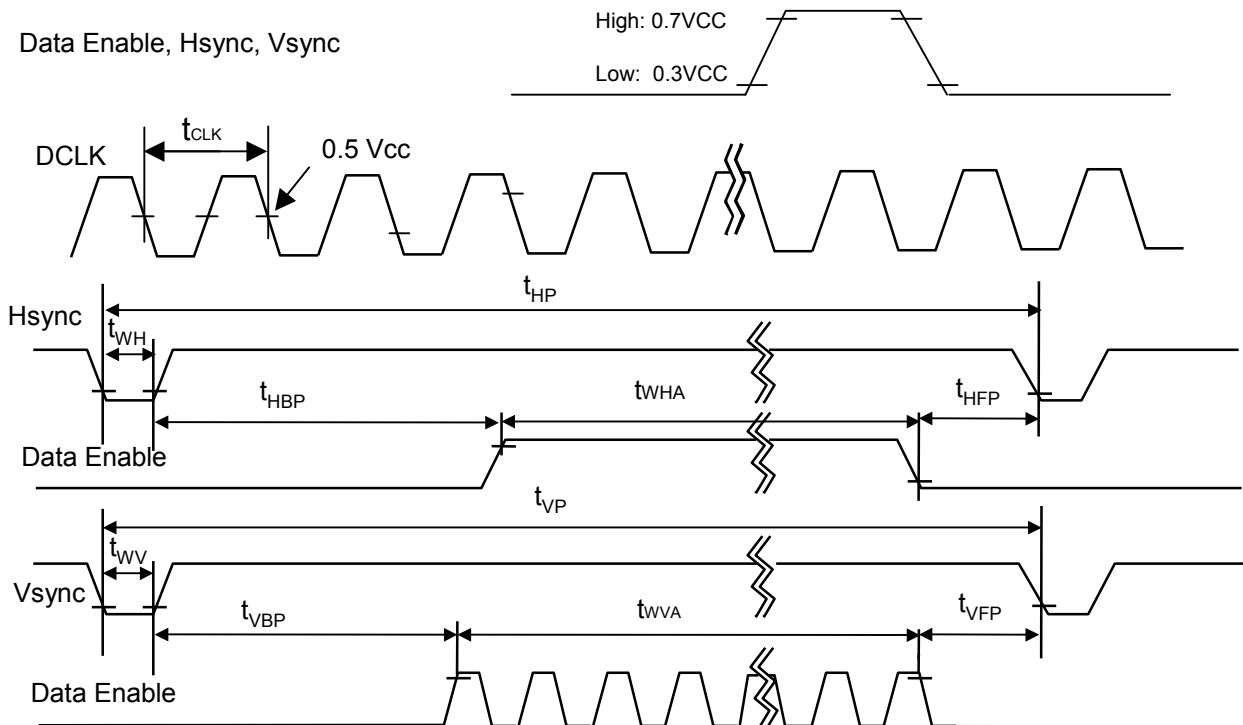 High: 0.7VCC
Data Enable, Hsync, Vsync
Low: 0.3VCC
tCLK
DCLK
0.5 Vcc
tHP
Hsync
tWH
tHBP
tWHA
tHFP
Data Enable
tVP
tWV
Vsync
tVBP
tWVA
tVFP
Data Enable